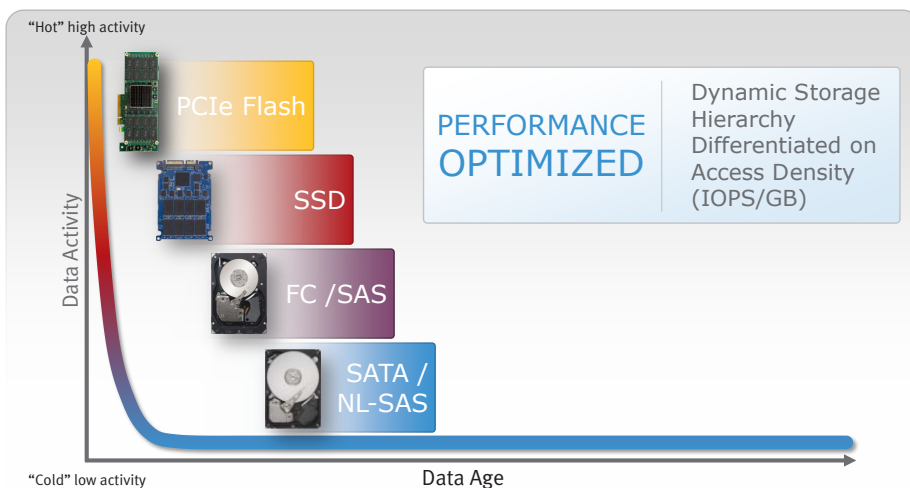 “Hot” high activity
PCIe Flash
SSD
FC /SAS
SATA /
NL-SAS
PERFORMANCE
OPTIMIZED
Dynamic Storage
Hierarchy
Differentiated on
Access Density
(IOPS/GB)
Data Activity
“Cold” low activity
Data Age